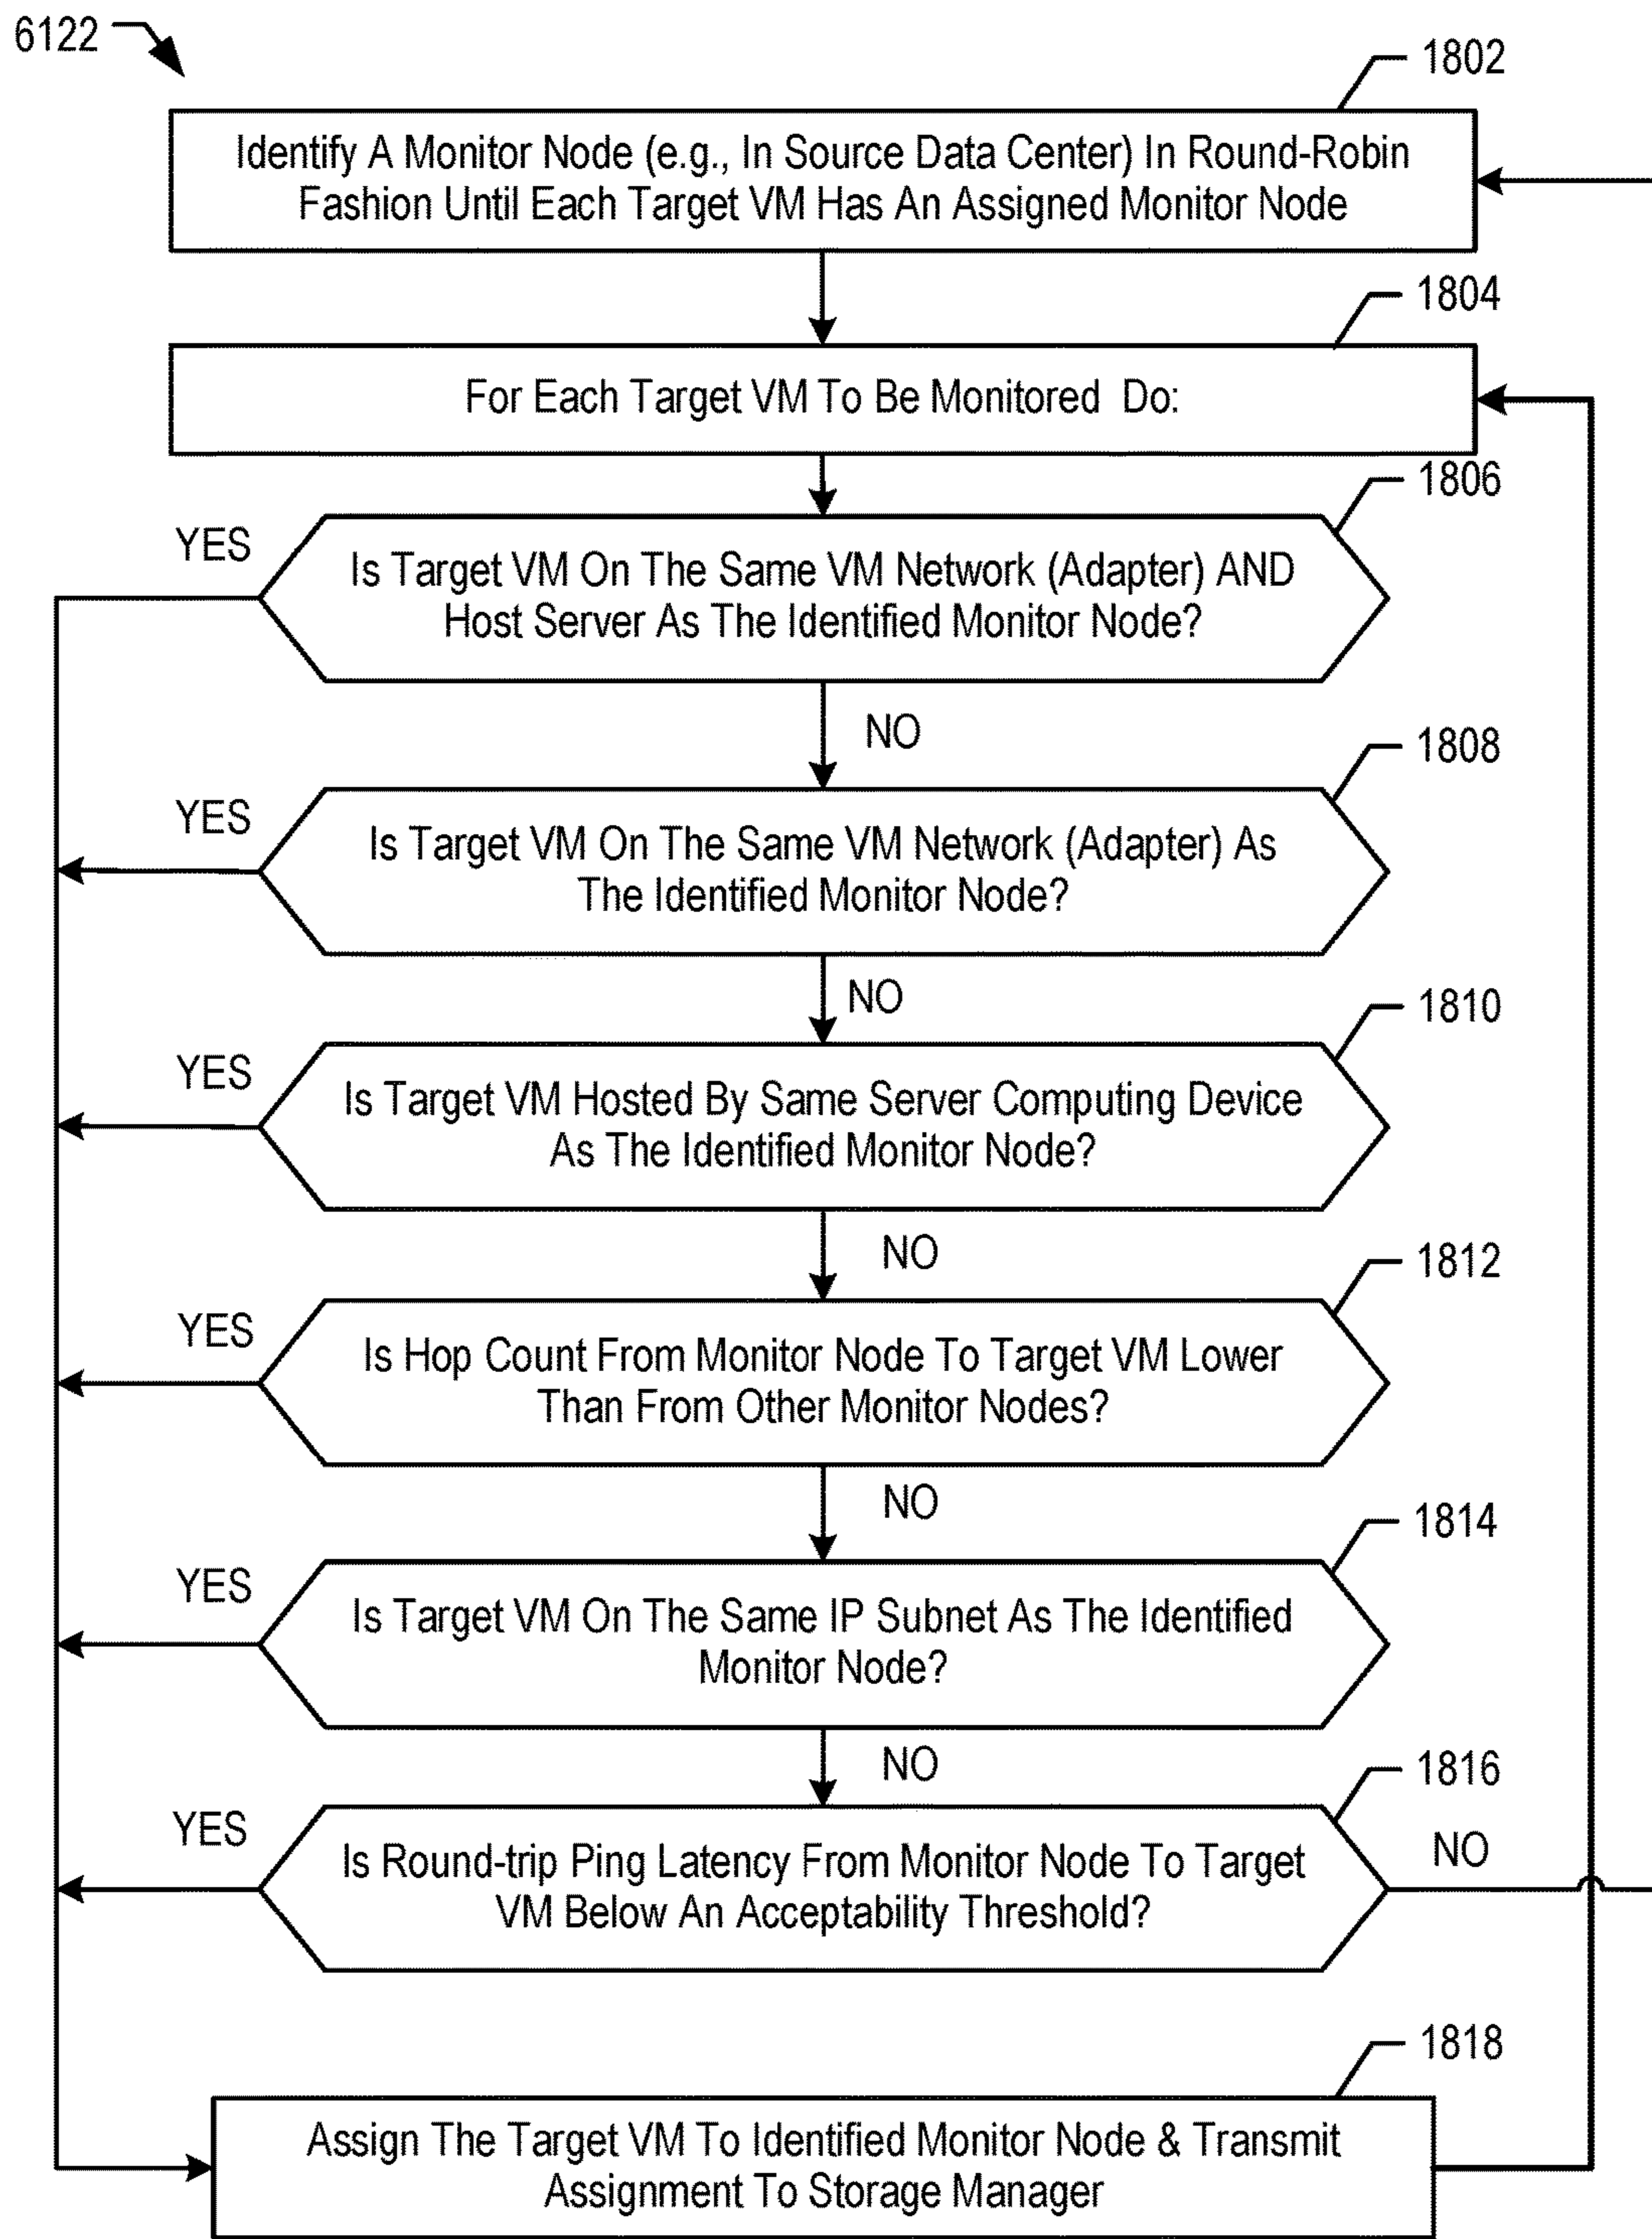 6122
1802
Identify A Monitor Node (e.g., In Source Data Center) In Round-Robin
Fashion Until Each Target VM Has An Assigned Monitor Node
1804
For Each Target VM To Be Monitored Do:
1806
YES
Is Target VM On The Same VM Network (Adapter) AND
Host Server As The Identified Monitor Node?
NO
1808
YES
Is Target VM On The Same VM Network (Adapter) As
The Identified Monitor Node?
NO
1810
YES
Is Target VM Hosted By Same Server Computing Device
As The Identified Monitor Node?
NO
1812
YES
Is Hop Count From Monitor Node To Target VM Lower
Than From Other Monitor Nodes?
NO
1814
YES
Is Target VM On The Same IP Subnet As The Identified
Monitor Node?
NO
1816
YES
Is Round-trip Ping Latency From Monitor Node To Target
VM Below An Acceptability Threshold?
NO
1818
Assign The Target VM To Identified Monitor Node & Transmit
Assignment To Storage Manager